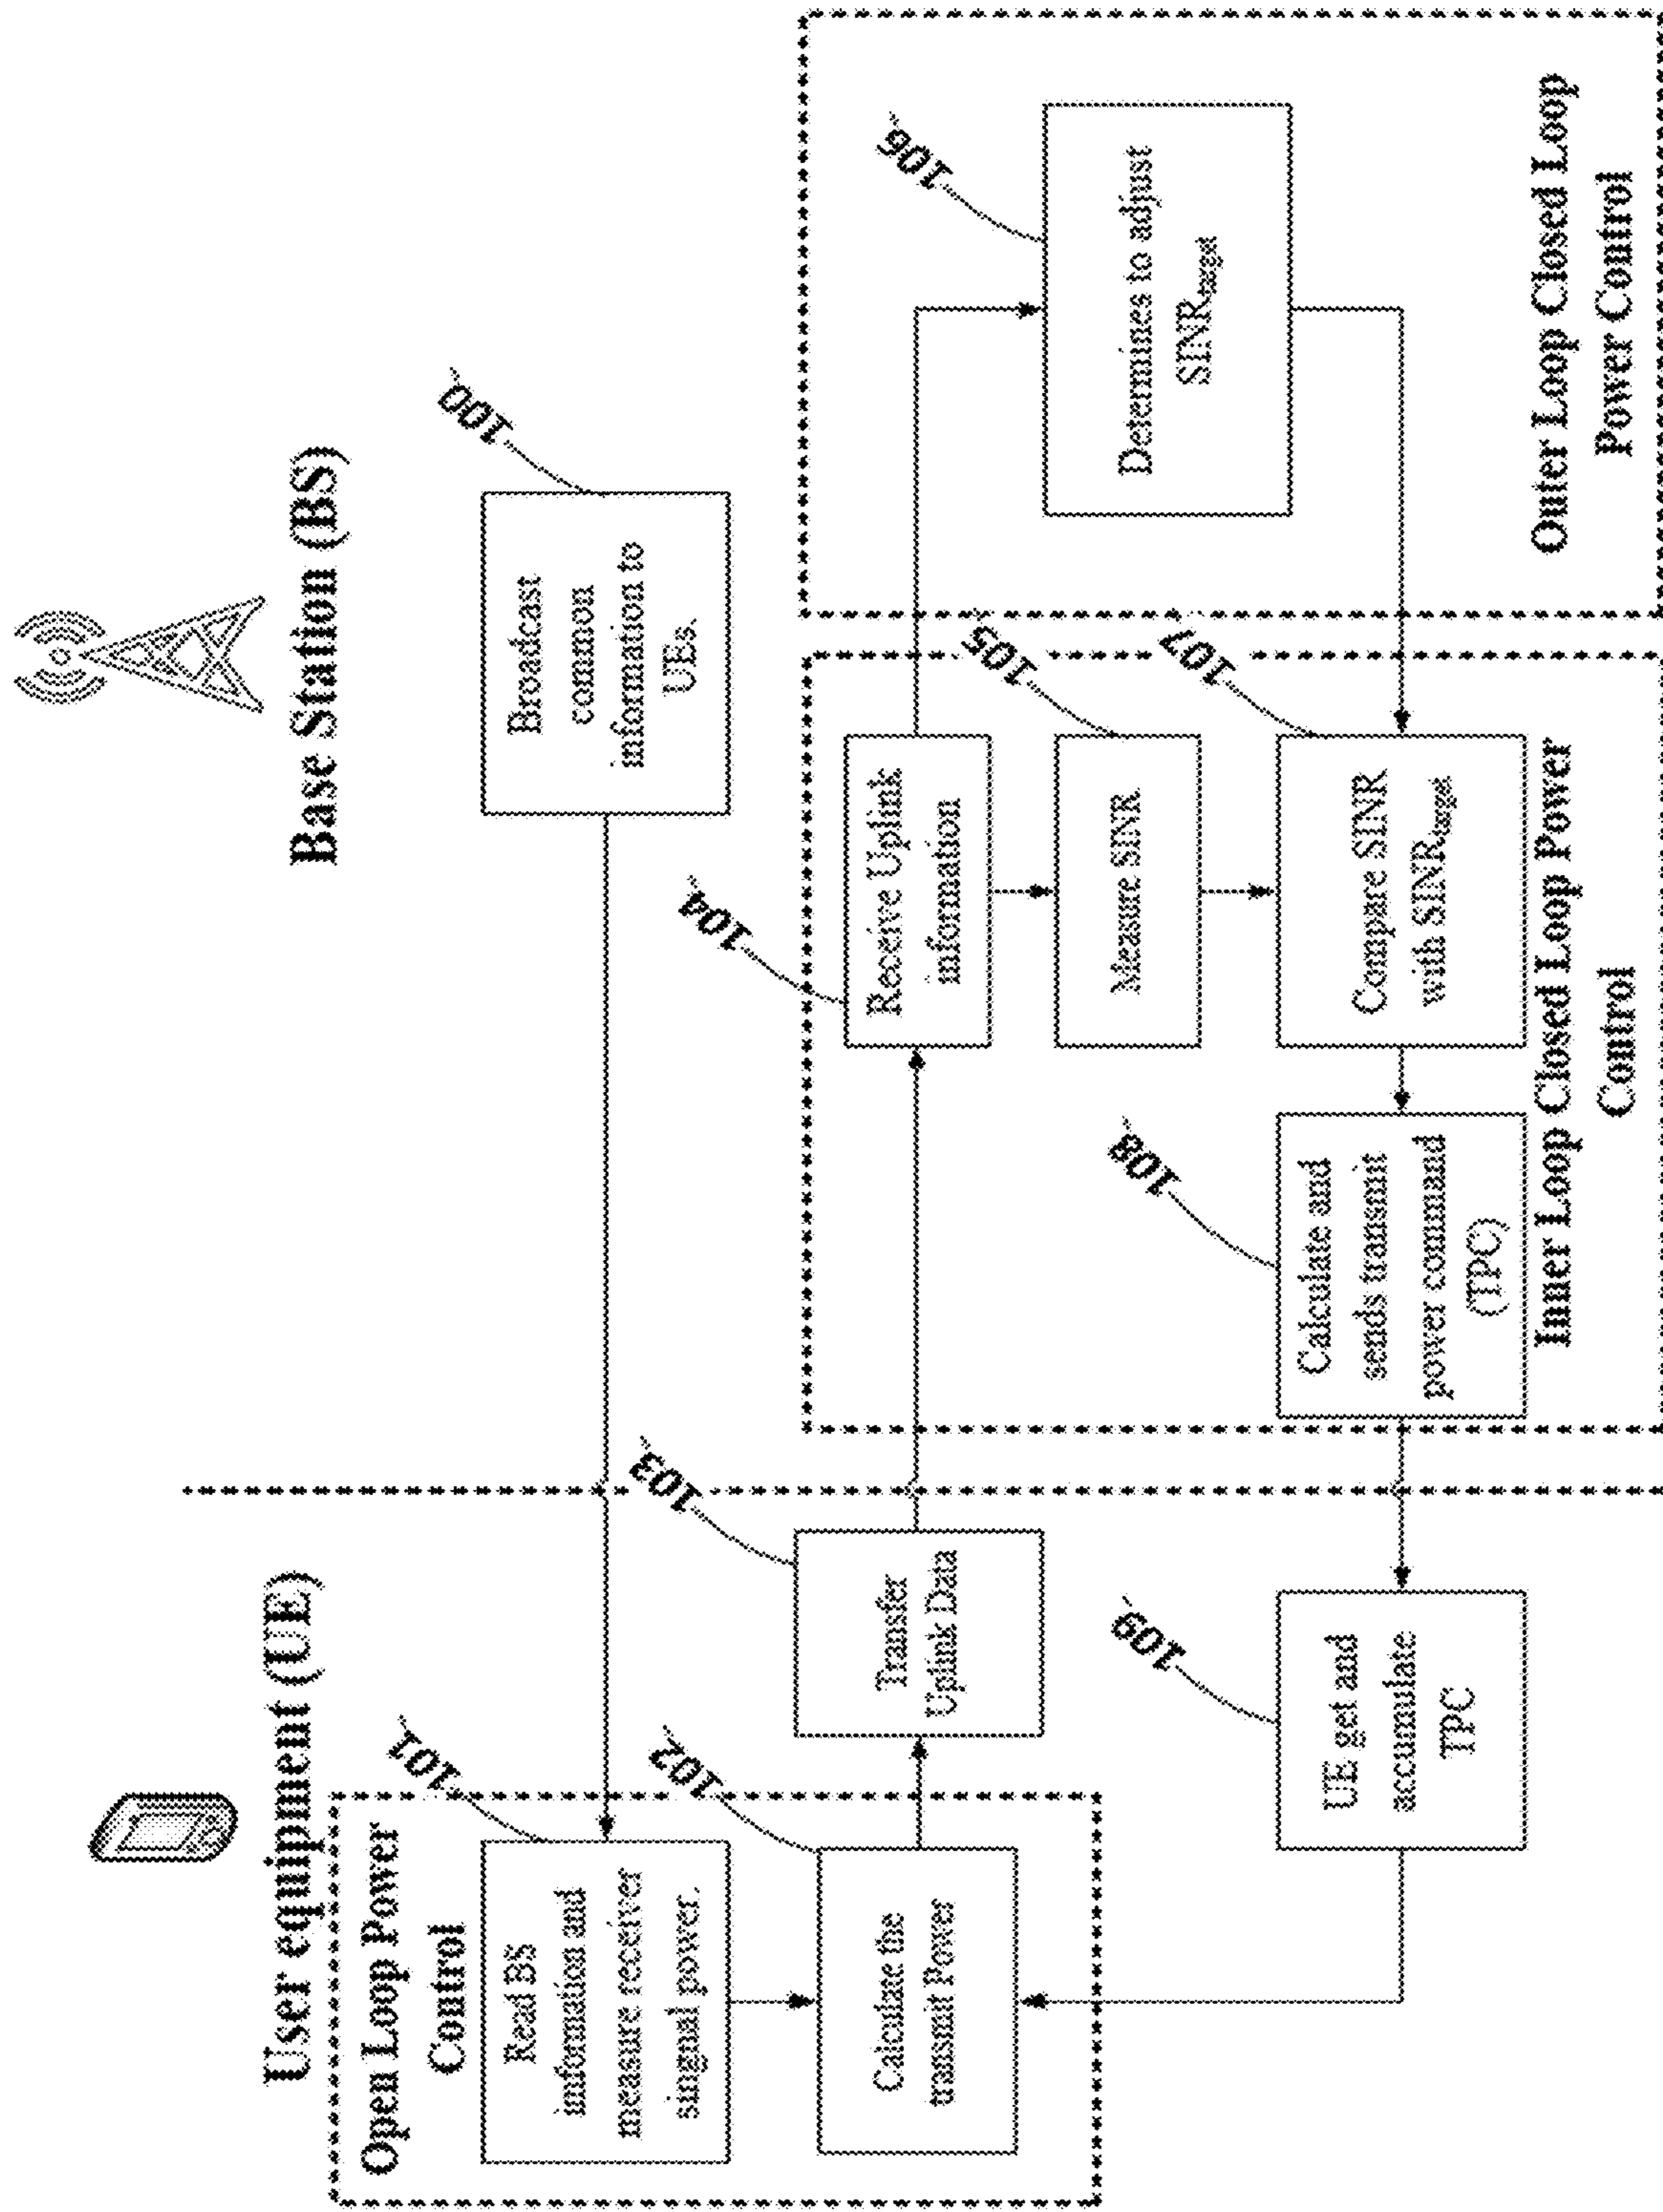 User equipment (UE)
Base Station (BS)
Open Loop Power
Control
101
Read BS
information and
measure receiver
singnal power.
100
Broadcast
common
information to
UEs.
102
Calculate the
transmit Power
103
Transfer
Uplink Data
104
Receive Uplink
information
105
Measure SINR
106
Determines to adjust
SINRtarget
107
Compare SINR
with SINRtarget
108
Calculate and
sends transmit
power command
(TPC)
109
UE get and
accumulate
TPC
Inner Loop Closed Loop Power
Control
Outer Loop Closed Loop
Power Control